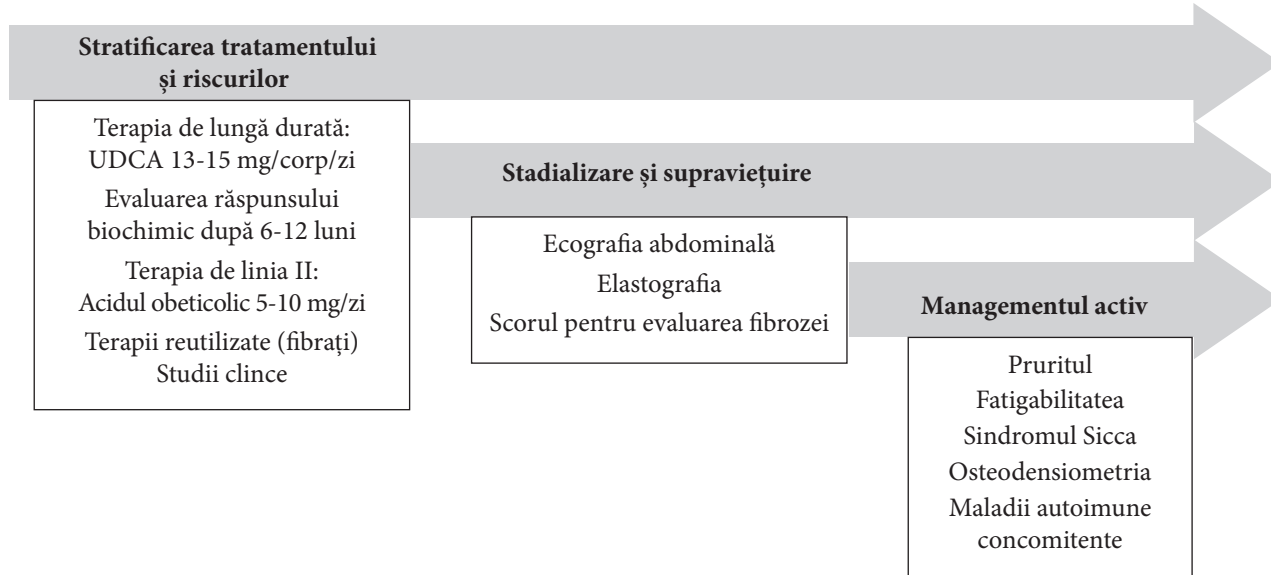 Stratificarea tratamentului
și riscurilor
Terapia de lungă durată:
UDCA 13-15 mg/corp/zi
Evaluarea răspunsului
biochimic după 6-12 luni
Terapia de linia II:
Acidul obeticolic 5-10 mg/zi
Terapii reutilizate (fibrați)
Studii clince
Stadializare și supraviețuire
Ecografia abdominală
Elastografia
Scorul pentru evaluarea fibrozei
Managementul activ
Pruritul
Fatigabilitatea
Sindromul Sicca
Osteodensiometria
Maladii autoimune
concomitente